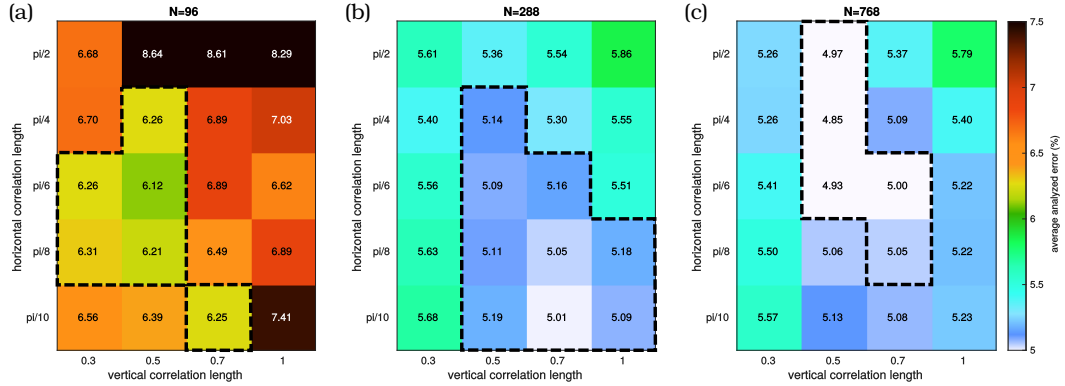 (a) N=96
pi/2 6.68 8.64 8.61 8.29
pi/4 6.70 6.26 6.89 7.03
pi/6 6.26 6.12 6.89 6.62
pi/8 6.31 6.21 6.49 6.89
pi/10 6.56 6.39 6.25 7.41
0.3 0.5 0.7 1
vertical correlation length
horizontal correlation length
(b) N=288
pi/2 5.61 5.36 5.54 5.86
pi/4 5.40 5.14 5.30 5.55
pi/6 5.56 5.09 5.16 5.51
pi/8 5.63 5.11 5.05 5.18
pi/10 5.68 5.19 5.01 5.09
0.3 0.5 0.7 1
vertical correlation length
horizontal correlation length
(c) N=768
pi/2 5.26 4.97 5.37 5.79
pi/4 5.26 4.85 5.09 5.40
pi/6 5.41 4.93 5.00 5.22
pi/8 5.50 5.06 5.05 5.22
pi/10 5.57 5.13 5.08 5.23
0.3 0.5 0.7 1
vertical correlation length
horizontal correlation length
7.5
7
6.5
6
5.5
5
average analyzed error (%)